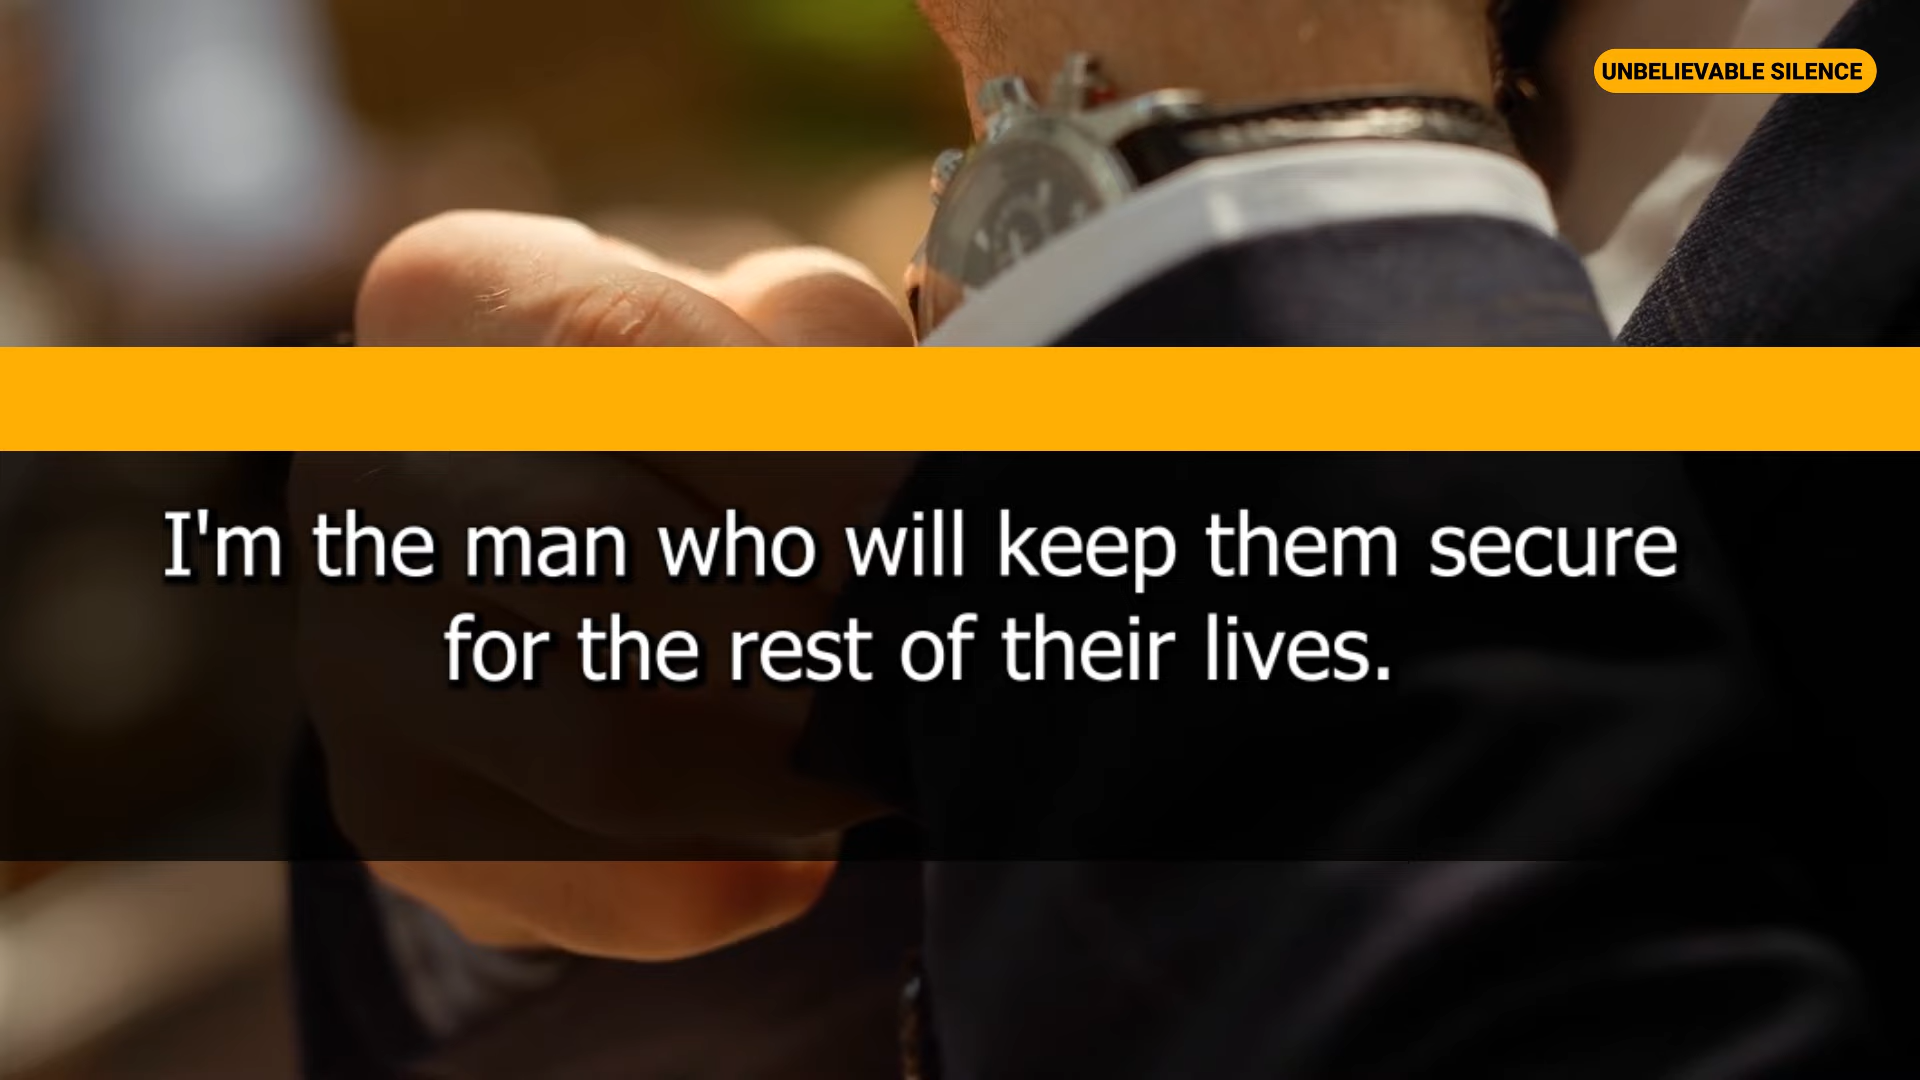 UNBELIEVABLE SILENCE
I'm the man who will keep them secure
for the rest of their lives.